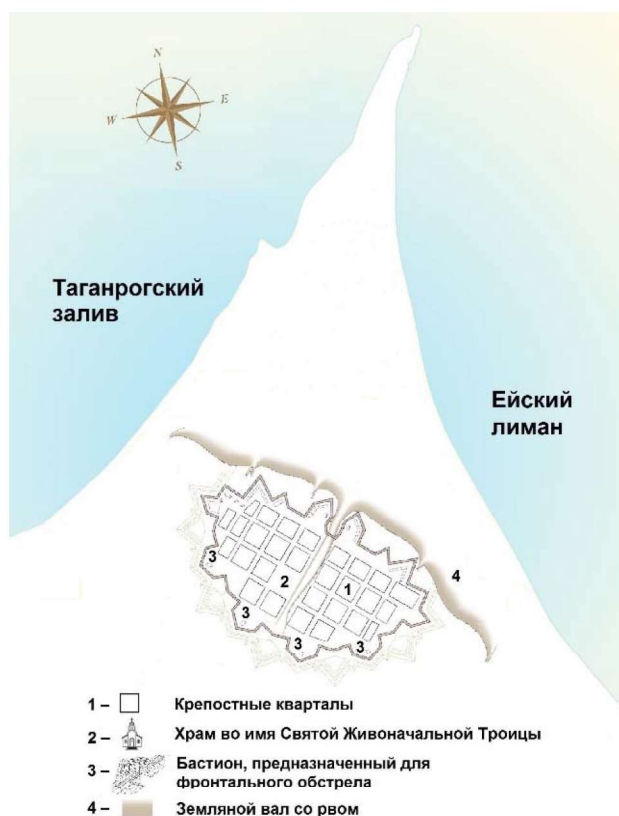 N
W E
S
Таганрогский
залив
Ейский
лиман
3 2 1 4
3
3 3
1 – Крепостные кварталы
2 – Храм во имя Святой Живоначальной Троицы
3 – Бастион, предназначенный для
фронтального обстрела
4 – Земляной вал со рвом